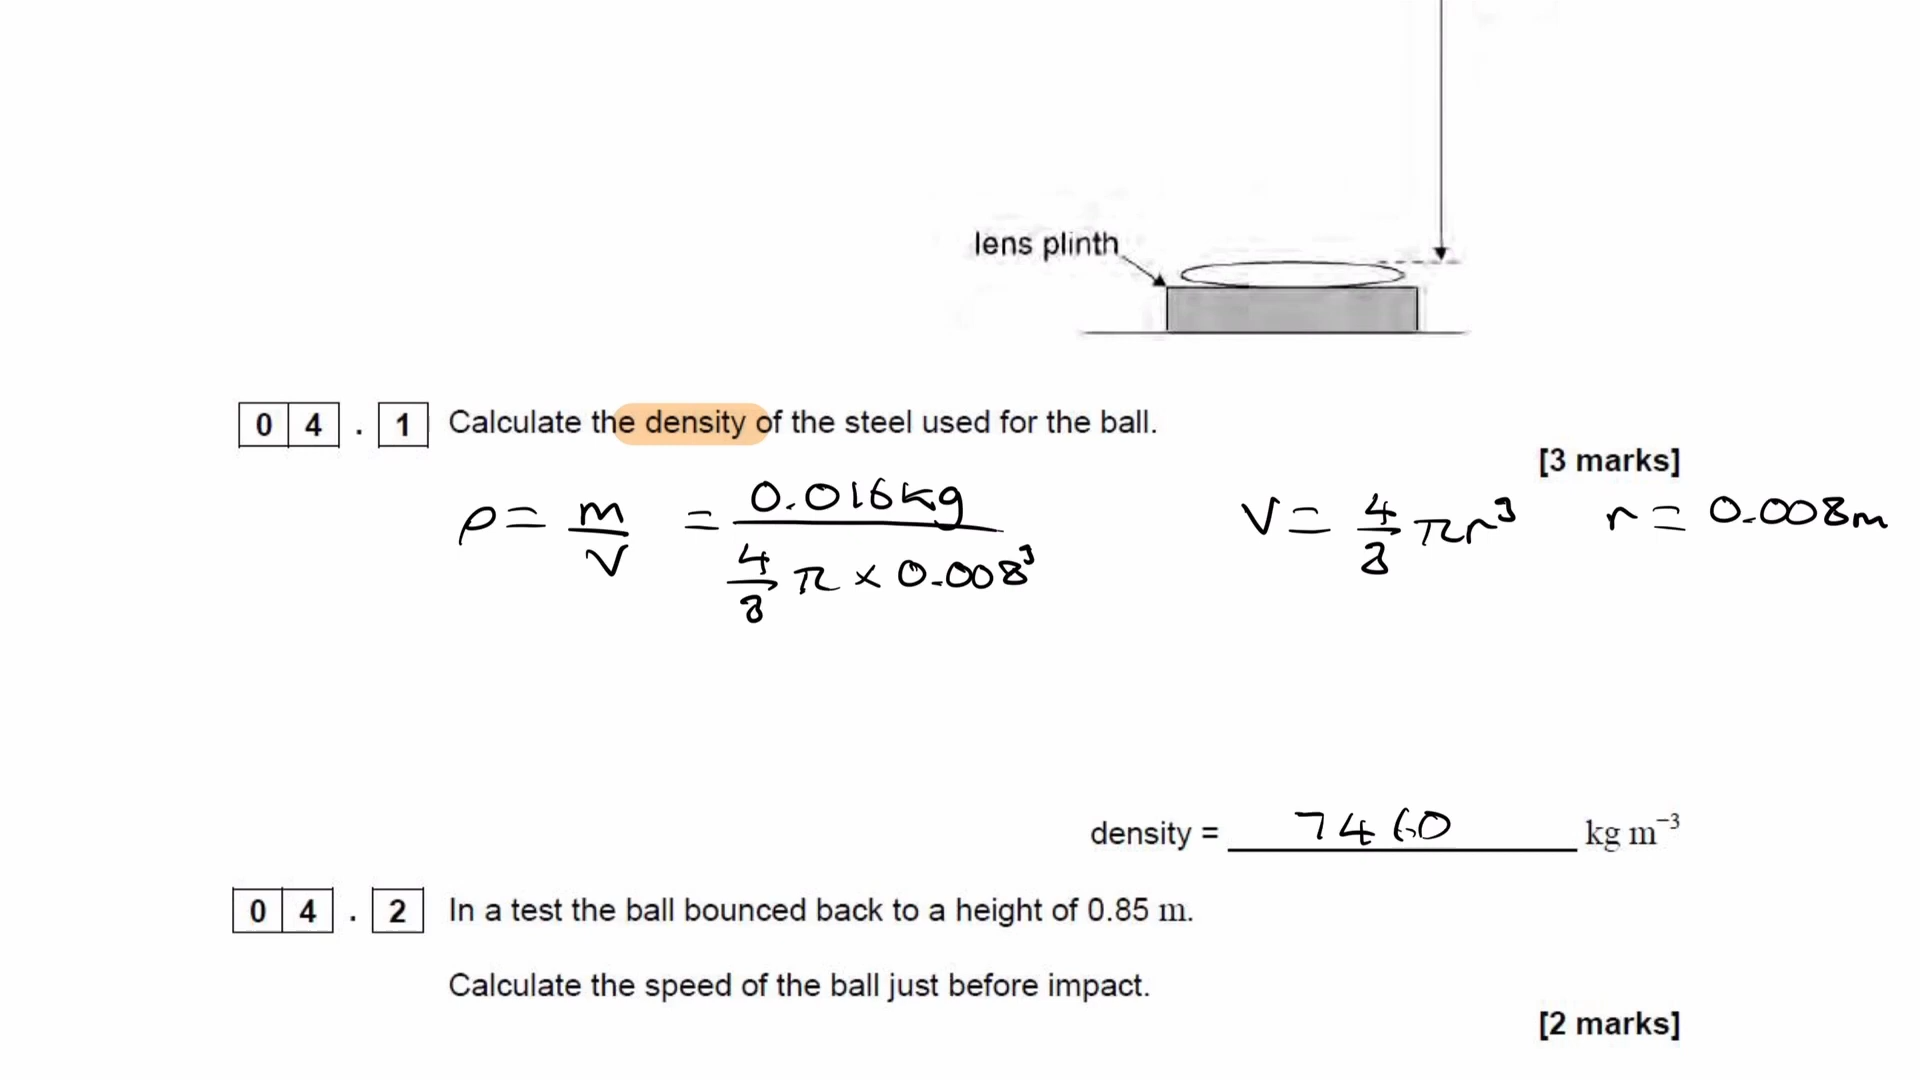 lens plinth
0 4 . 1 Calculate the density of the steel used for the ball.
[3 marks]
ρ = m/V = 0.016kg / (4/3 π × 0.008³)
V = 4/3 πr³ r = 0.008m
density = 7460 kg m⁻³
0 4 . 2 In a test the ball bounced back to a height of 0.85 m.
Calculate the speed of the ball just before impact.
[2 marks]